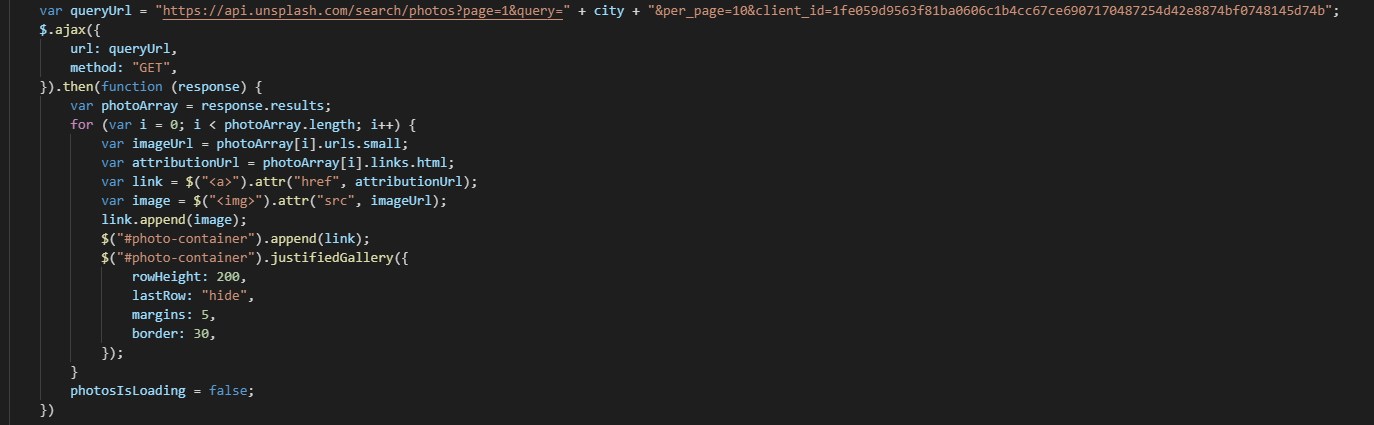 var queryUrl = "https://api.unsplash.com/search/photos?page=1&query=" + city + "&per_page=10&client_id=1fe059d9563f81ba0606c1b4cc67ce6907170487254d42e8874bf0748145d74b";
$.ajax({
url: queryUrl,
method: "GET",
}).then(function (response) {
var photoArray = response.results;
for (var i = 0; i < photoArray.length; i++) {
var imageUrl = photoArray[i].urls.small;
var attributionUrl = photoArray[i].links.html;
var link = $("<a>").attr("href", attributionUrl);
var image = $("<img>").attr("src", imageUrl);
link.append(image);
$("#photo-container").append(link);
$("#photo-container").justifiedGallery({
rowHeight: 200,
lastRow: "hide",
margins: 5,
border: 30,
});
}
photosIsLoading = false;
})